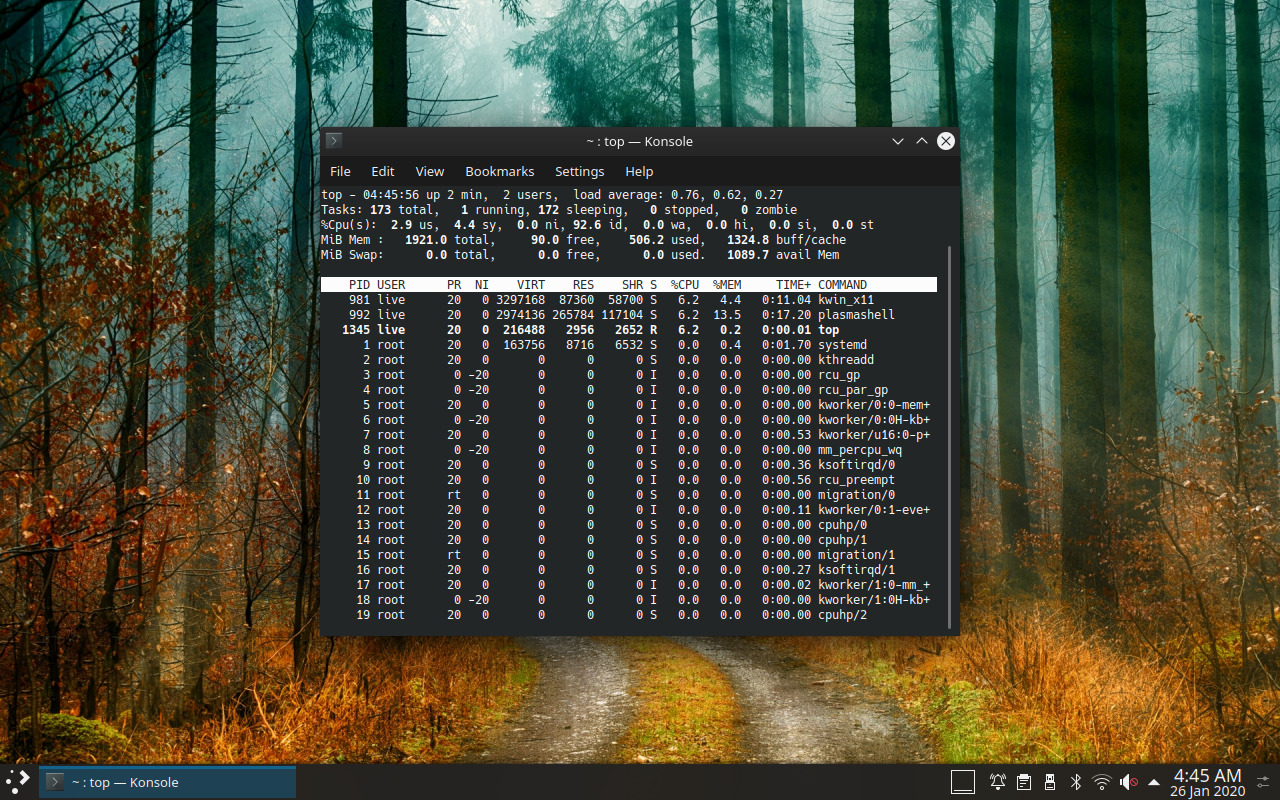 ~ : top — Konsole
File Edit View Bookmarks Settings Help
top - 04:45:56 up 2 min,  2 users,  load average: 0.76, 0.62, 0.27
Tasks: 173 total,   1 running, 172 sleeping,   0 stopped,   0 zombie
%Cpu(s):  2.9 us,  4.4 sy,  0.0 ni, 92.6 id,  0.0 wa,  0.0 hi,  0.0 si,  0.0 st
MiB Mem :   1921.0 total,     90.0 free,    506.2 used,   1324.8 buff/cache
MiB Swap:      0.0 total,      0.0 free,      0.0 used.   1089.7 avail Mem
PID USER      PR  NI    VIRT    RES    SHR S  %CPU  %MEM     TIME+ COMMAND
981 live      20   0 3297168  87360  58700 S   6.2   4.4   0:11.04 kwin_x11
992 live      20   0 2974136 265784 117104 S   6.2  13.5   0:17.20 plasmashell
1345 live      20   0  216488   2956   2652 R   6.2   0.2   0:00.01 top
1 root      20   0  163756   8716   6532 S   0.0   0.4   0:01.70 systemd
2 root      20   0       0      0      0 S   0.0   0.0   0:00.00 kthreadd
3 root       0 -20       0      0      0 I   0.0   0.0   0:00.00 rcu_gp
4 root       0 -20       0      0      0 I   0.0   0.0   0:00.00 rcu_par_gp
5 root      20   0       0      0      0 I   0.0   0.0   0:00.00 kworker/0:0-mem+
6 root       0 -20       0      0      0 I   0.0   0.0   0:00.00 kworker/0:0H-kb+
7 root      20   0       0      0      0 I   0.0   0.0   0:00.53 kworker/u16:0-p+
8 root       0 -20       0      0      0 I   0.0   0.0   0:00.00 mm_percpu_wq
9 root      20   0       0      0      0 S   0.0   0.0   0:00.36 ksoftirqd/0
10 root      20   0       0      0      0 I   0.0   0.0   0:00.56 rcu_preempt
11 root      rt   0       0      0      0 S   0.0   0.0   0:00.00 migration/0
12 root      20   0       0      0      0 I   0.0   0.0   0:00.11 kworker/0:1-eve+
13 root      20   0       0      0      0 S   0.0   0.0   0:00.00 cpuhp/0
14 root      20   0       0      0      0 S   0.0   0.0   0:00.00 cpuhp/1
15 root      rt   0       0      0      0 S   0.0   0.0   0:00.00 migration/1
16 root      20   0       0      0      0 S   0.0   0.0   0:00.27 ksoftirqd/1
17 root      20   0       0      0      0 I   0.0   0.0   0:00.02 kworker/1:0-mm_+
18 root       0 -20       0      0      0 I   0.0   0.0   0:00.00 kworker/1:0H-kb+
19 root      20   0       0      0      0 S   0.0   0.0   0:00.00 cpuhp/2
~ : top — Konsole
4:45 AM
26 Jan 2020